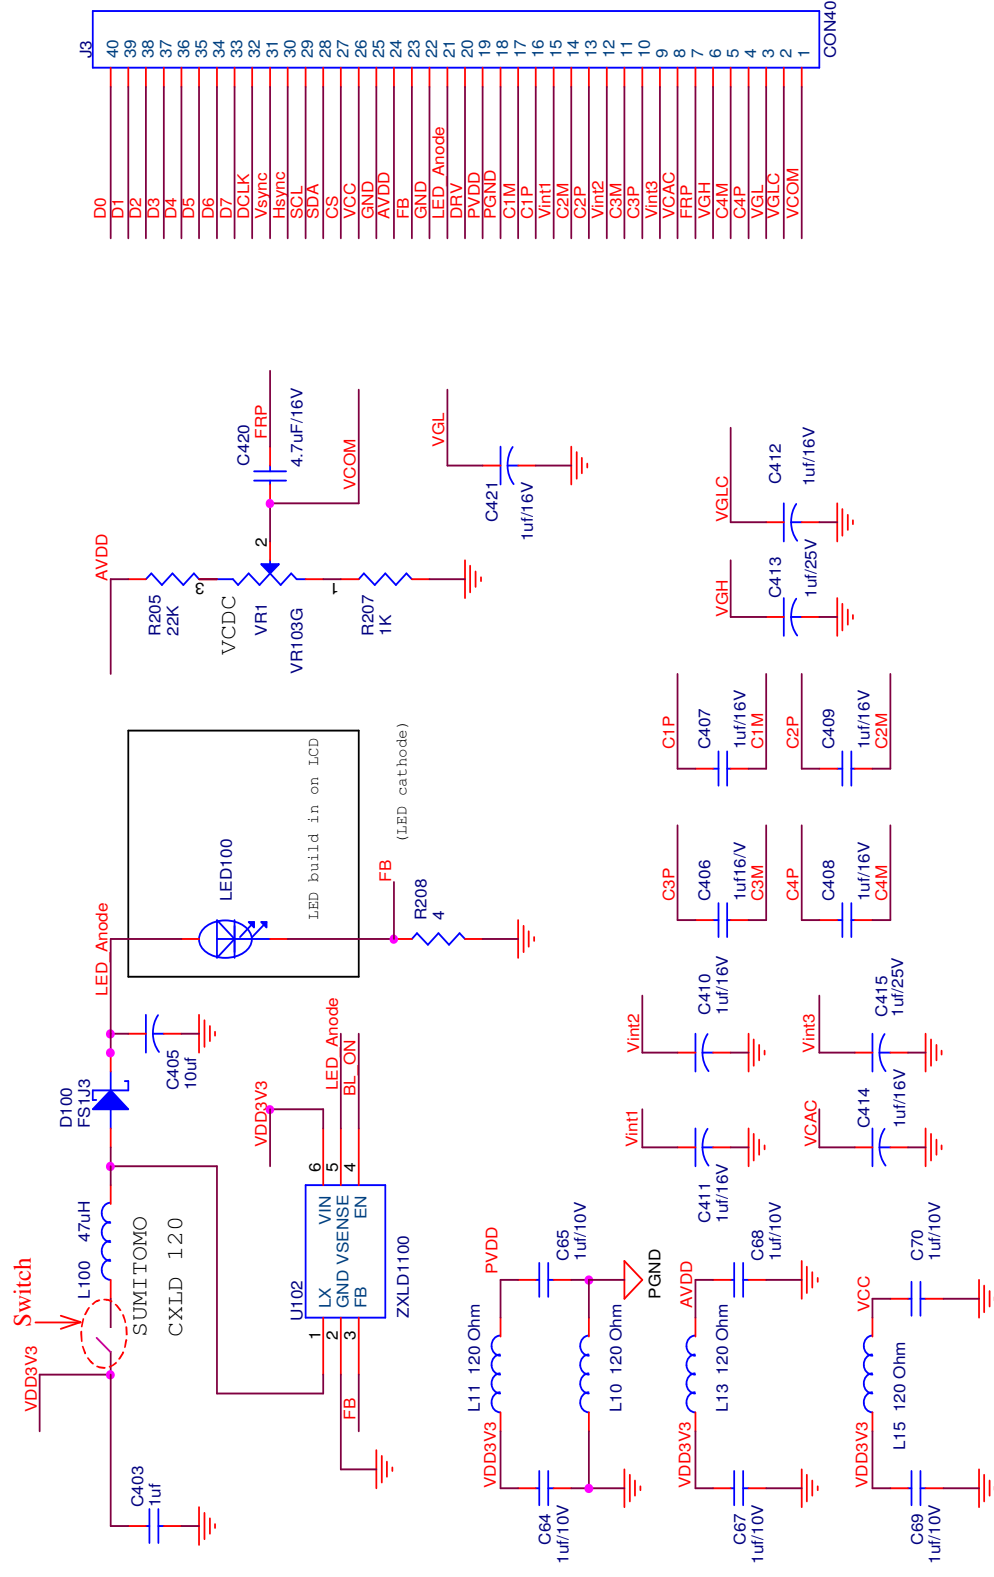 J3
40
39
38
37
36
35
34
33
32
31
30
29
28
27
26
25
24
23
22
21
20
19
18
17
16
15
14
13
12
11
10
9
8
7
6
5
4
3
2
1
CON40
D0
D1
D2
D3
D4
D5
D6
D7
DCLK
Vsync
Hsync
SCL
SDA
CS
VCC
GND
AVDD
FB
GND
LED_Anode
DRV
PVDD
PGND
C1M
C1P
Vint1
C2M
C2P
Vint2
C3M
C3P
Vint3
VCAC
FRP
VGH
C4M
C4P
VGL
VGLC
VCOM
AVDD
R205
22K
3
VCDC
VR1
VR103G
2
1
R207
1K
C420
FRP
4.7uF/16V
VCOM
VGL
C421
1uf/16V
VGLC
C412
1uf/16V
VGH
C413
1uf/25V
LED_Anode
LED100
LED build in on LCD
FB
(LED cathode)
R208
4
C1P
C407
1uf/16V
C1M
C2P
C409
1uf/16V
C2M
C3P
C406
1uf16/V
C3M
C4P
C408
1uf/16V
C4M
Switch
VDD3V3
L100 47uH
SUMITOMO
CXLD 120
D100
FS1J3
C405
10uf
C403
1uf
VDD3V3
LED_Anode
BL_ON
U102
LX
GND
FB
VIN
VSENSE
EN
1
2
3
6
5
4
FB
ZXLD1100
Vint2
C410
1uf/16V
Vint3
C415
1uf/25V
Vint1
C411
1uf/16V
VCAC
C414
1uf/16V
PVDD
C65
1uf/10V
PGND
L11 120 Ohm
L10 120 Ohm
VDD3V3
C64
1uf/10V
AVDD
C68
1uf/10V
L13 120 Ohm
VDD3V3
C67
1uf/10V
VCC
C70
1uf/10V
L15 120 Ohm
VDD3V3
C69
1uf/10V